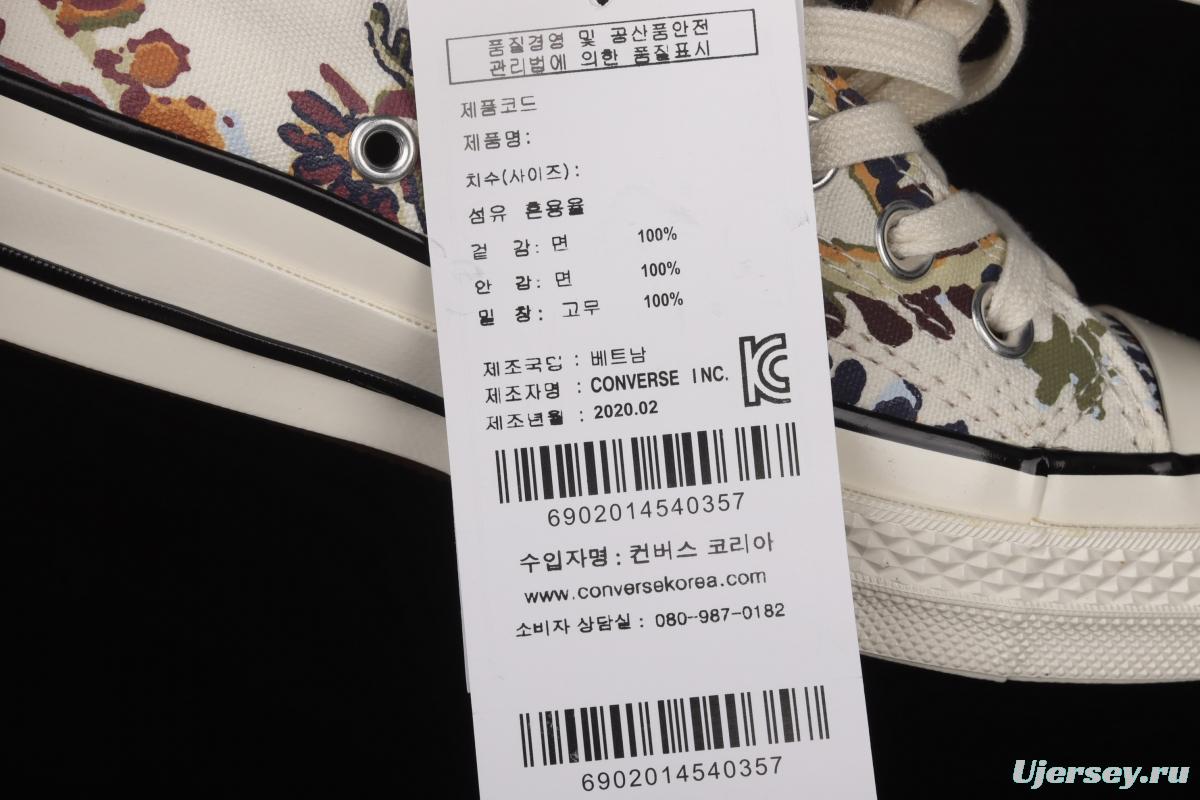 품질경영 및 공산품안전
관리법에 의한 품질표시
제품코드
제품명:
치수(사이즈):
섬유 혼용율
겉 감: 면 100%
안 감: 면 100%
밑 창: 고무 100%
제조국명 : 베트남
제조자명 : CONVERSE INC.
제조년월 : 2020.02
6902014540357
수입자명 : 컨버스 코리아
www.conversekorea.com
소비자 상담실 : 080-987-0182
6902014540357
Ujersey.ru